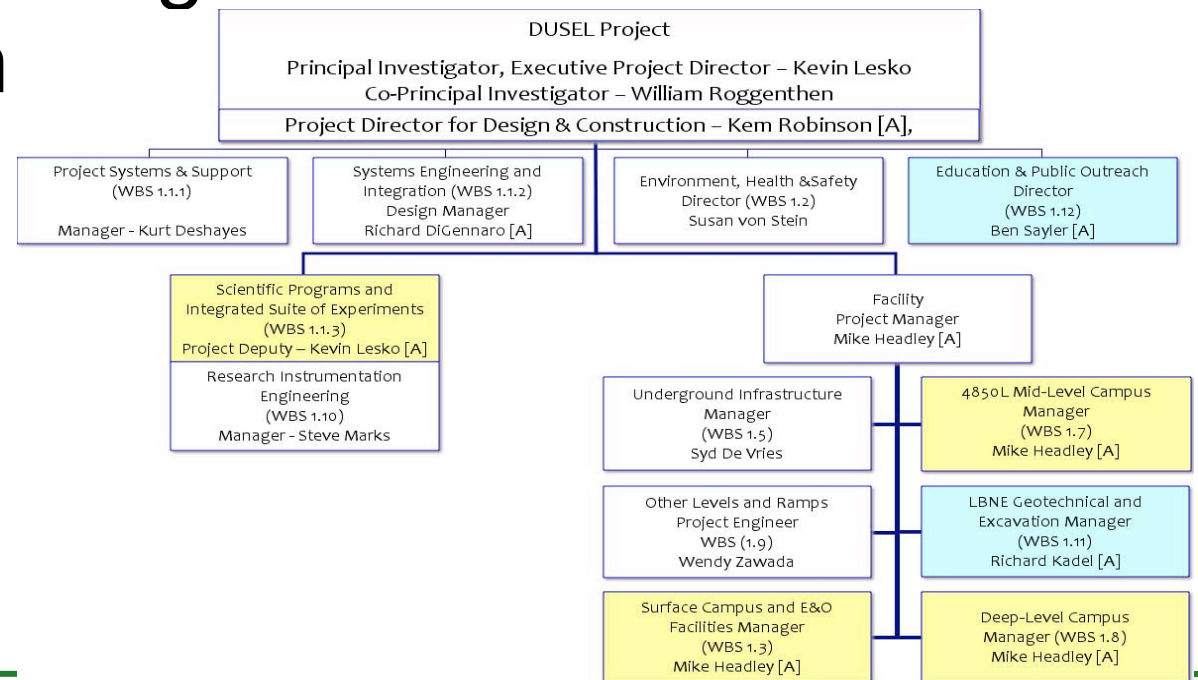 DUSEL Project
Principal Investigator, Executive Project Director – Kevin Lesko
Co-Principal Investigator – William Roggenthen
Project Director for Design & Construction – Kem Robinson [A],
Project Systems & Support
(WBS 1.1.1)
Manager - Kurt Deshayes
Systems Engineering and
Integration (WBS 1.1.2)
Design Manager
Richard DiGennaro [A]
Environment, Health &Safety
Director (WBS 1.2)
Susan von Stein
Education & Public Outreach
Director
(WBS 1.12)
Ben Sayler [A]
Scientific Programs and
Integrated Suite of Experiments
(WBS 1.1.3)
Project Deputy – Kevin Lesko [A]
Research Instrumentation
Engineering
(WBS 1.10)
Manager - Steve Marks
Facility
Project Manager
Mike Headley [A]
Underground Infrastructure
Manager
(WBS 1.5)
Syd De Vries
4850L Mid-Level Campus
Manager
(WBS 1.7)
Mike Headley [A]
Other Levels and Ramps
Project Engineer
WBS (1.9)
Wendy Zawada
LBNE Geotechnical and
Excavation Manager
(WBS 1.11)
Richard Kadel [A]
Surface Campus and E&O
Facilities Manager
(WBS 1.3)
Mike Headley [A]
Deep-Level Campus
Manager (WBS 1.8)
Mike Headley [A]